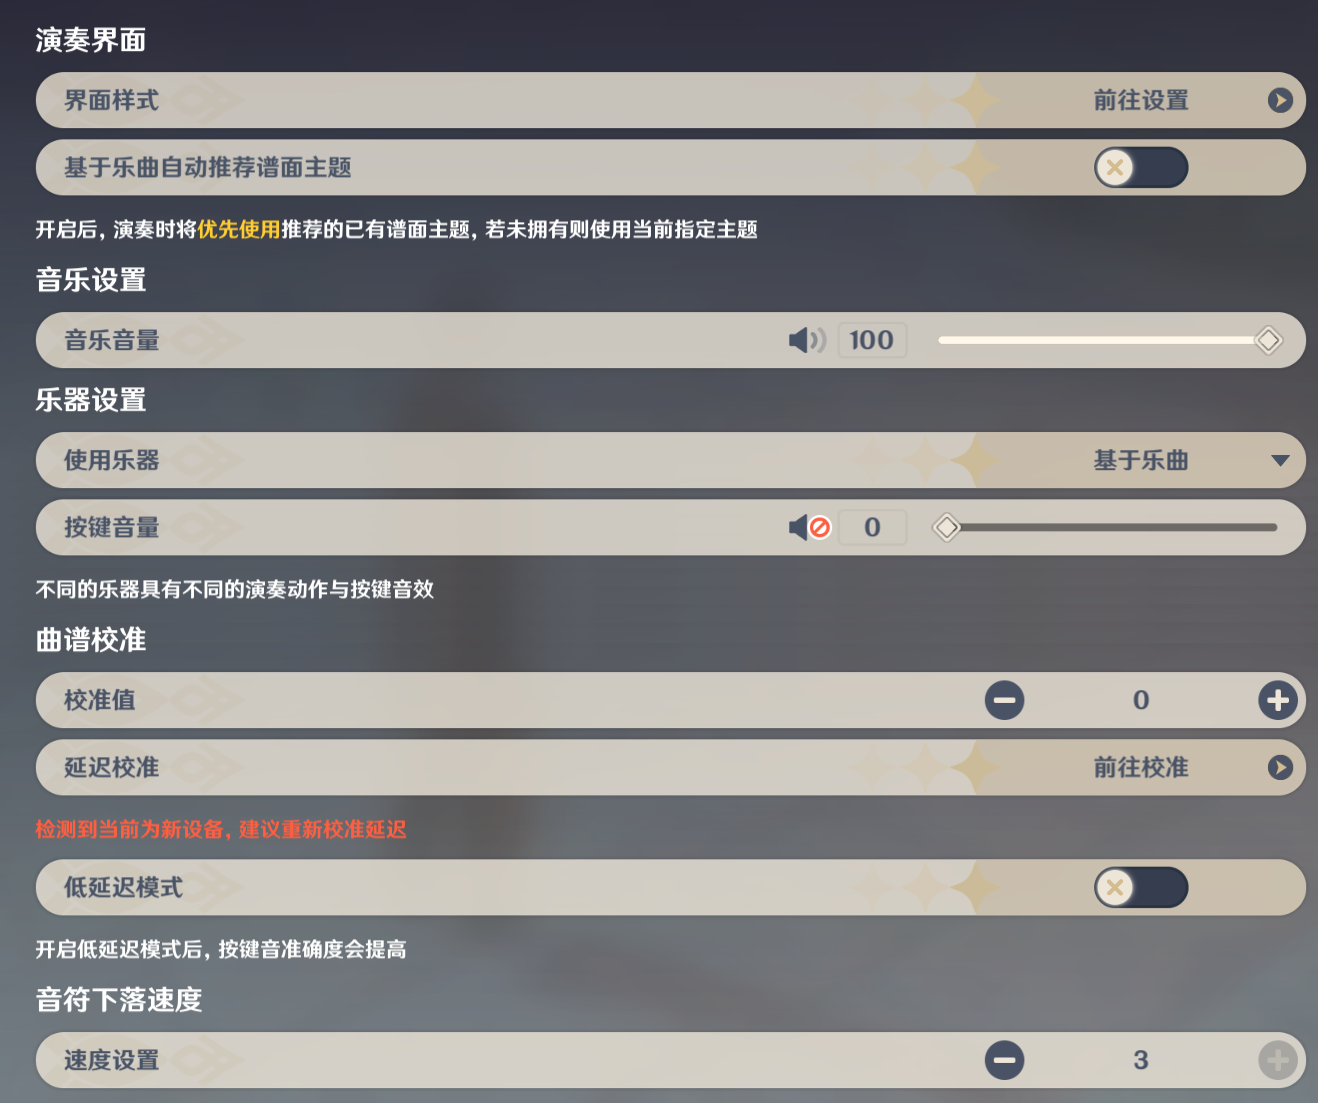 演奏界面
界面样式 前往设置
基于乐曲自动推荐谱面主题
开启后, 演奏时将优先使用推荐的已有谱面主题, 若未拥有则使用当前指定主题
音乐设置
音乐音量 100
乐器设置
使用乐器 基于乐曲
按键音量 0
不同的乐器具有不同的演奏动作与按键音效
曲谱校准
校准值 0
延迟校准 前往校准
检测到当前为新设备, 建议重新校准延迟
低延迟模式
开启低延迟模式后, 按键音准确度会提高
音符下落速度
速度设置 3